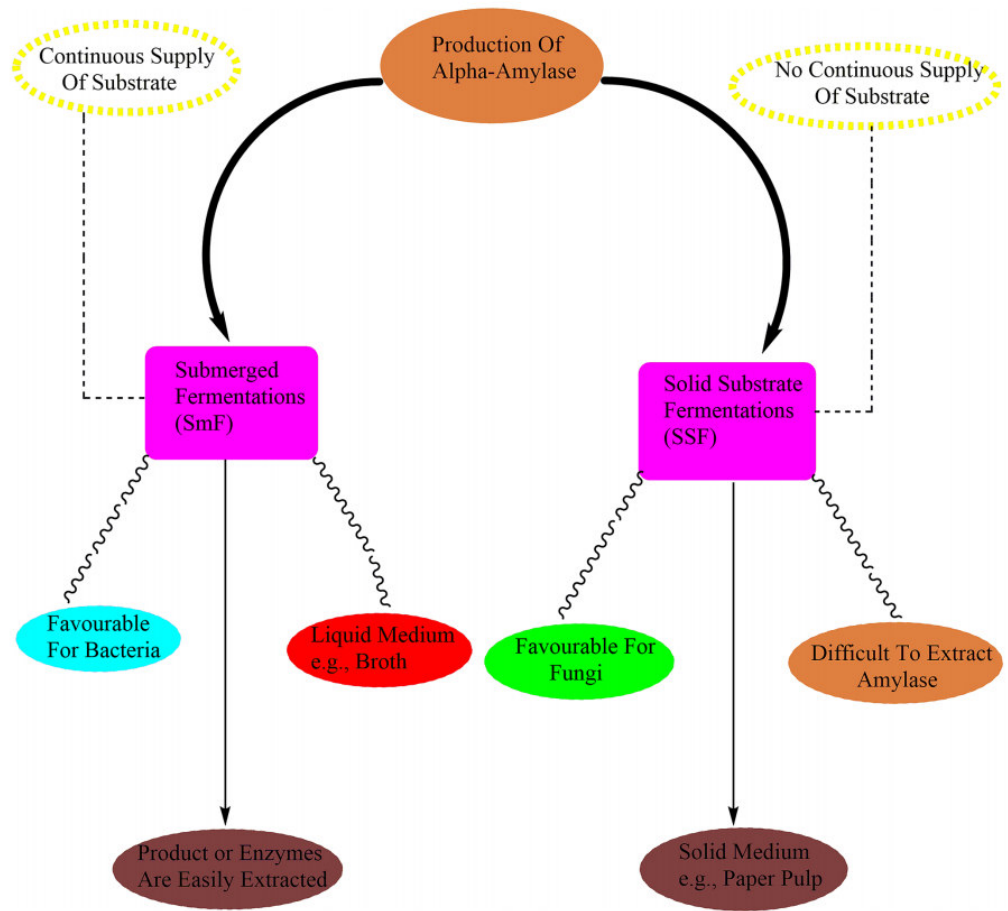 Continuous Supply
Of Substrate
Production Of
Alpha-Amylase
No Continuous Supply
Of Substrate
Submerged
Fermentations
(SmF)
Solid Substrate
Fermentations
(SSF)
Favourable
For Bacteria
Liquid Medium
e.g., Broth
Favourable For
Fungi
Difficult To Extract
Amylase
Product or Enzymes
Are Easily Extracted
Solid Medium
e.g., Paper Pulp